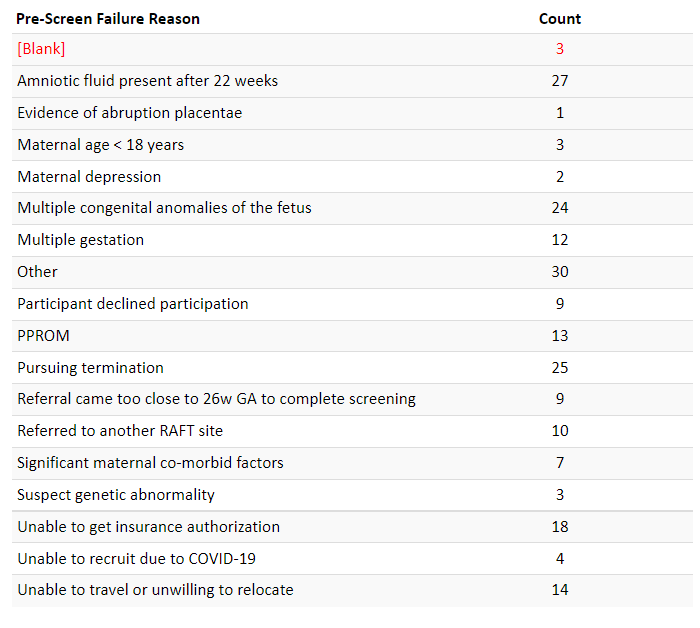 Pre-Screen Failure Reason Count
[Blank] 3
Amniotic fluid present after 22 weeks 27
Evidence of abruption placentae 1
Maternal age < 18 years 3
Maternal depression 2
Multiple congenital anomalies of the fetus 24
Multiple gestation 12
Other 30
Participant declined participation 9
PPROM 13
Pursuing termination 25
Referral came too close to 26w GA to complete screening 9
Referred to another RAFT site 10
Significant maternal co-morbid factors 7
Suspect genetic abnormality 3
Unable to get insurance authorization 18
Unable to recruit due to COVID-19 4
Unable to travel or unwilling to relocate 14